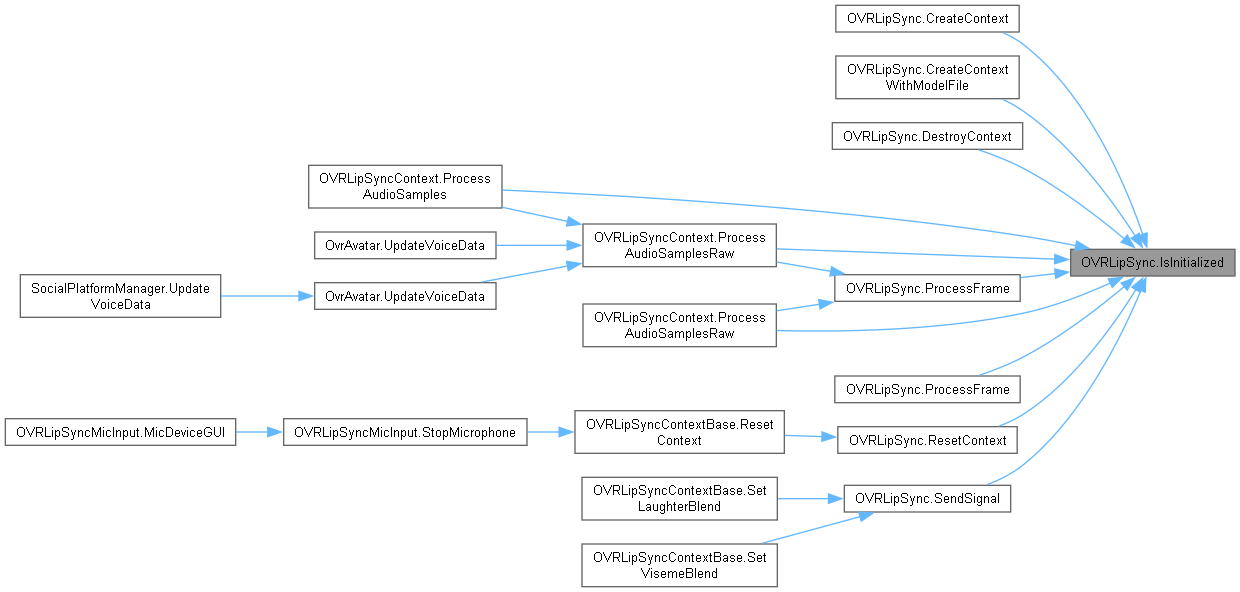 OVRLipSync.CreateContext
OVRLipSync.CreateContext
WithModelFile
OVRLipSync.DestroyContext
OVRLipSyncContext.Process
AudioSamples
OVRLipSyncContext.Process
AudioSamplesRaw
OvrAvatar.UpdateVoiceData
OVRLipSync.IsInitialized
SocialPlatformManager.Update
VoiceData
OvrAvatar.UpdateVoiceData
OVRLipSync.ProcessFrame
OVRLipSyncContext.Process
AudioSamplesRaw
OVRLipSync.ProcessFrame
OVRLipSyncMicInput.MicDeviceGUI
OVRLipSyncMicInput.StopMicrophone
OVRLipSyncContextBase.Reset
Context
OVRLipSync.ResetContext
OVRLipSyncContextBase.Set
LaughterBlend
OVRLipSync.SendSignal
OVRLipSyncContextBase.Set
VisemeBlend